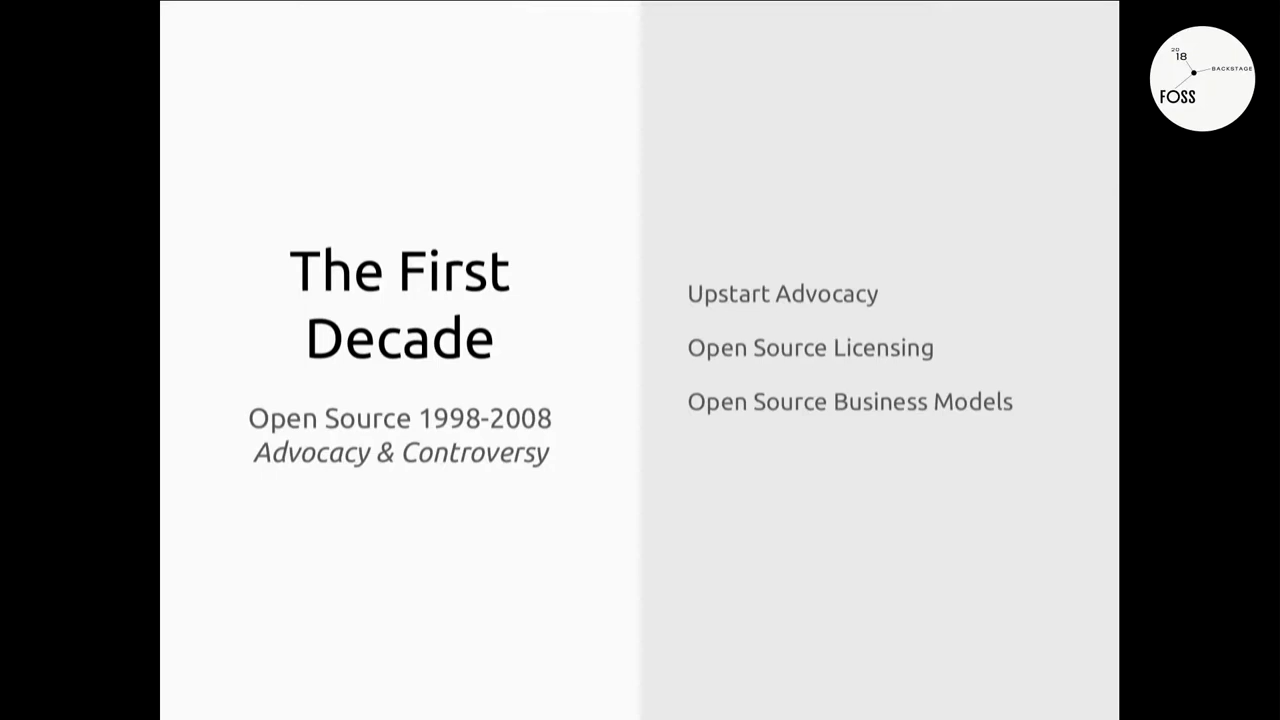 The First
Decade
Open Source 1998-2008
Advocacy & Controversy
Upstart Advocacy
Open Source Licensing
Open Source Business Models
20
18
BACKSTAGE
FOSS